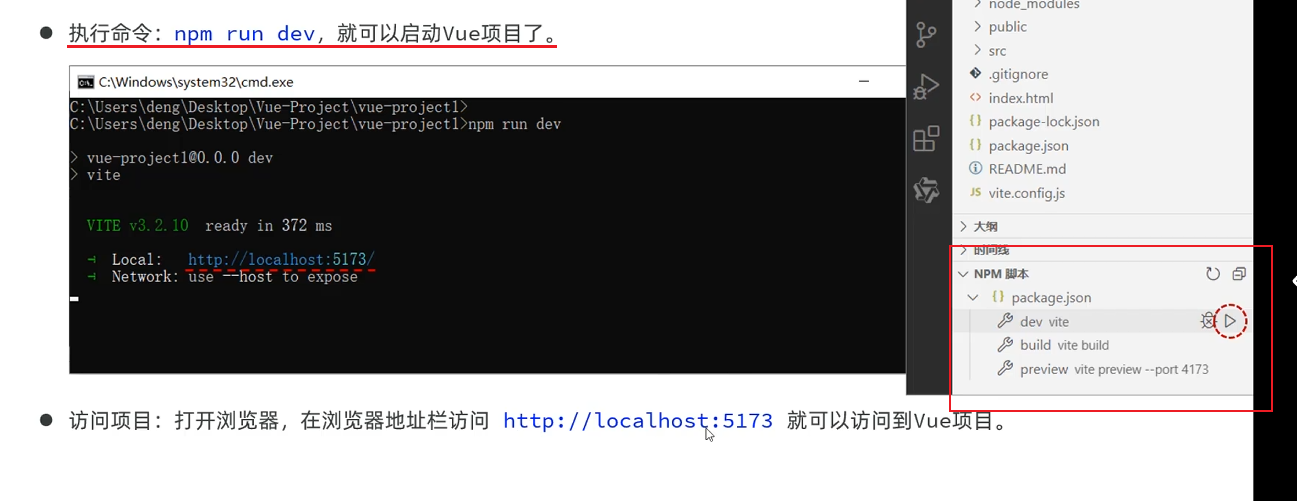 执行命令：npm run dev，就可以启动Vue项目了。
C:\Windows\system32\cmd.exe
C:\Users\deng\Desktop\Vue-Project\vue-project1>
C:\Users\deng\Desktop\Vue-Project\vue-project1>npm run dev
> vue-project1@0.0.0 dev
> vite
VITE v3.2.10 ready in 372 ms
Local: http://localhost:5173/
Network: use --host to expose
node_modules
public
src
.gitignore
index.html
package-lock.json
package.json
README.md
JS vite.config.js
大纲
时间线
NPM 脚本
{} package.json
dev vite
build vite build
preview vite preview --port 4173
访问项目：打开浏览器，在浏览器地址栏访问 http://localhost:5173 就可以访问到Vue项目。